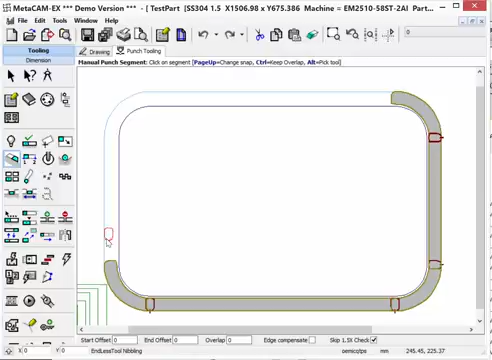 MetaCAM-EX *** Demo Version *** - [ TestPart [SS304 1.5 X1506.98 x Y675.386 Machine = EM2510-58ST-2AI Part...
File Tools Window Help
Tooling
Dimension
Drawing Punch Tooling
Manual Punch Segment: Click on segment [PageUp=Change snap, Ctrl=Keep Overlap, Alt=Pick tool]
Start Offset 0 End Offset 0 Overlap 0 Edge compensate Skip 1.1X Check
X 0 Y 0 EndLessTool Nibbling mm 245.45, 225.37